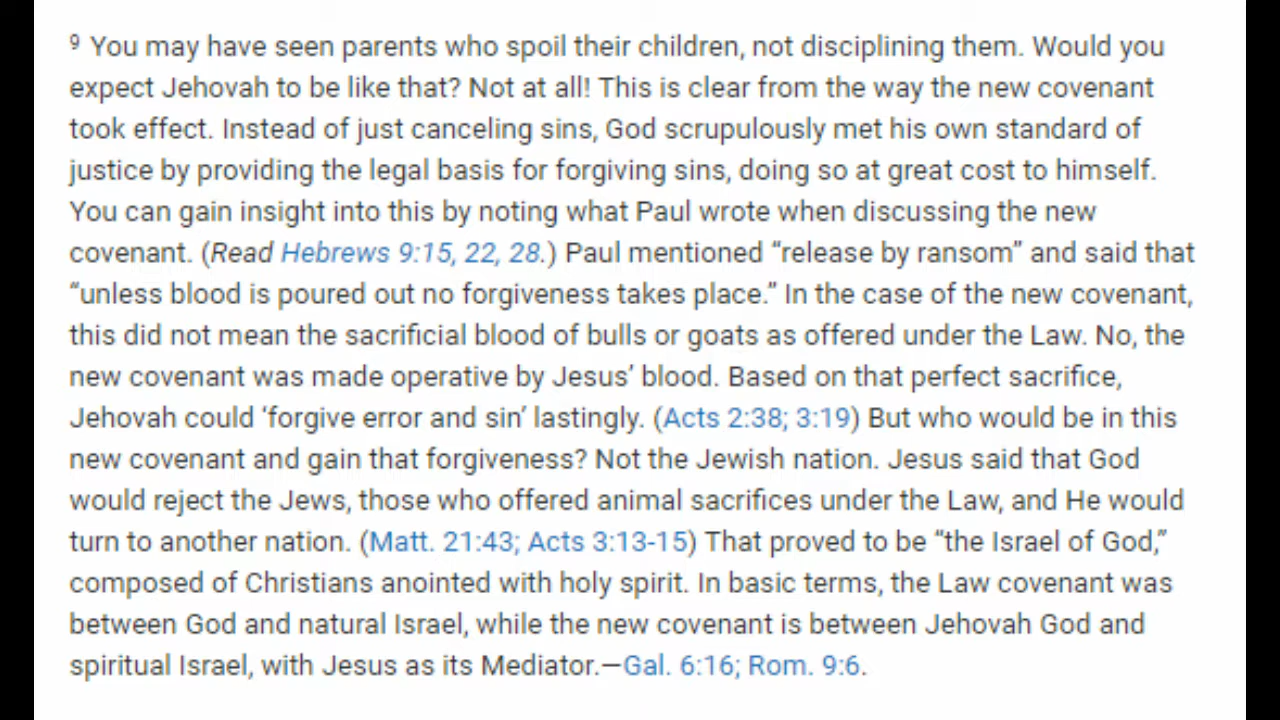 9 You may have seen parents who spoil their children, not disciplining them. Would you
expect Jehovah to be like that? Not at all! This is clear from the way the new covenant
took effect. Instead of just canceling sins, God scrupulously met his own standard of
justice by providing the legal basis for forgiving sins, doing so at great cost to himself.
You can gain insight into this by noting what Paul wrote when discussing the new
covenant. (Read Hebrews 9:15, 22, 28.) Paul mentioned “release by ransom” and said that
“unless blood is poured out no forgiveness takes place.” In the case of the new covenant,
this did not mean the sacrificial blood of bulls or goats as offered under the Law. No, the
new covenant was made operative by Jesus’ blood. Based on that perfect sacrifice,
Jehovah could ‘forgive error and sin’ lastingly. (Acts 2:38; 3:19) But who would be in this
new covenant and gain that forgiveness? Not the Jewish nation. Jesus said that God
would reject the Jews, those who offered animal sacrifices under the Law, and He would
turn to another nation. (Matt. 21:43; Acts 3:13-15) That proved to be “the Israel of God,”
composed of Christians anointed with holy spirit. In basic terms, the Law covenant was
between God and natural Israel, while the new covenant is between Jehovah God and
spiritual Israel, with Jesus as its Mediator.—Gal. 6:16; Rom. 9:6.